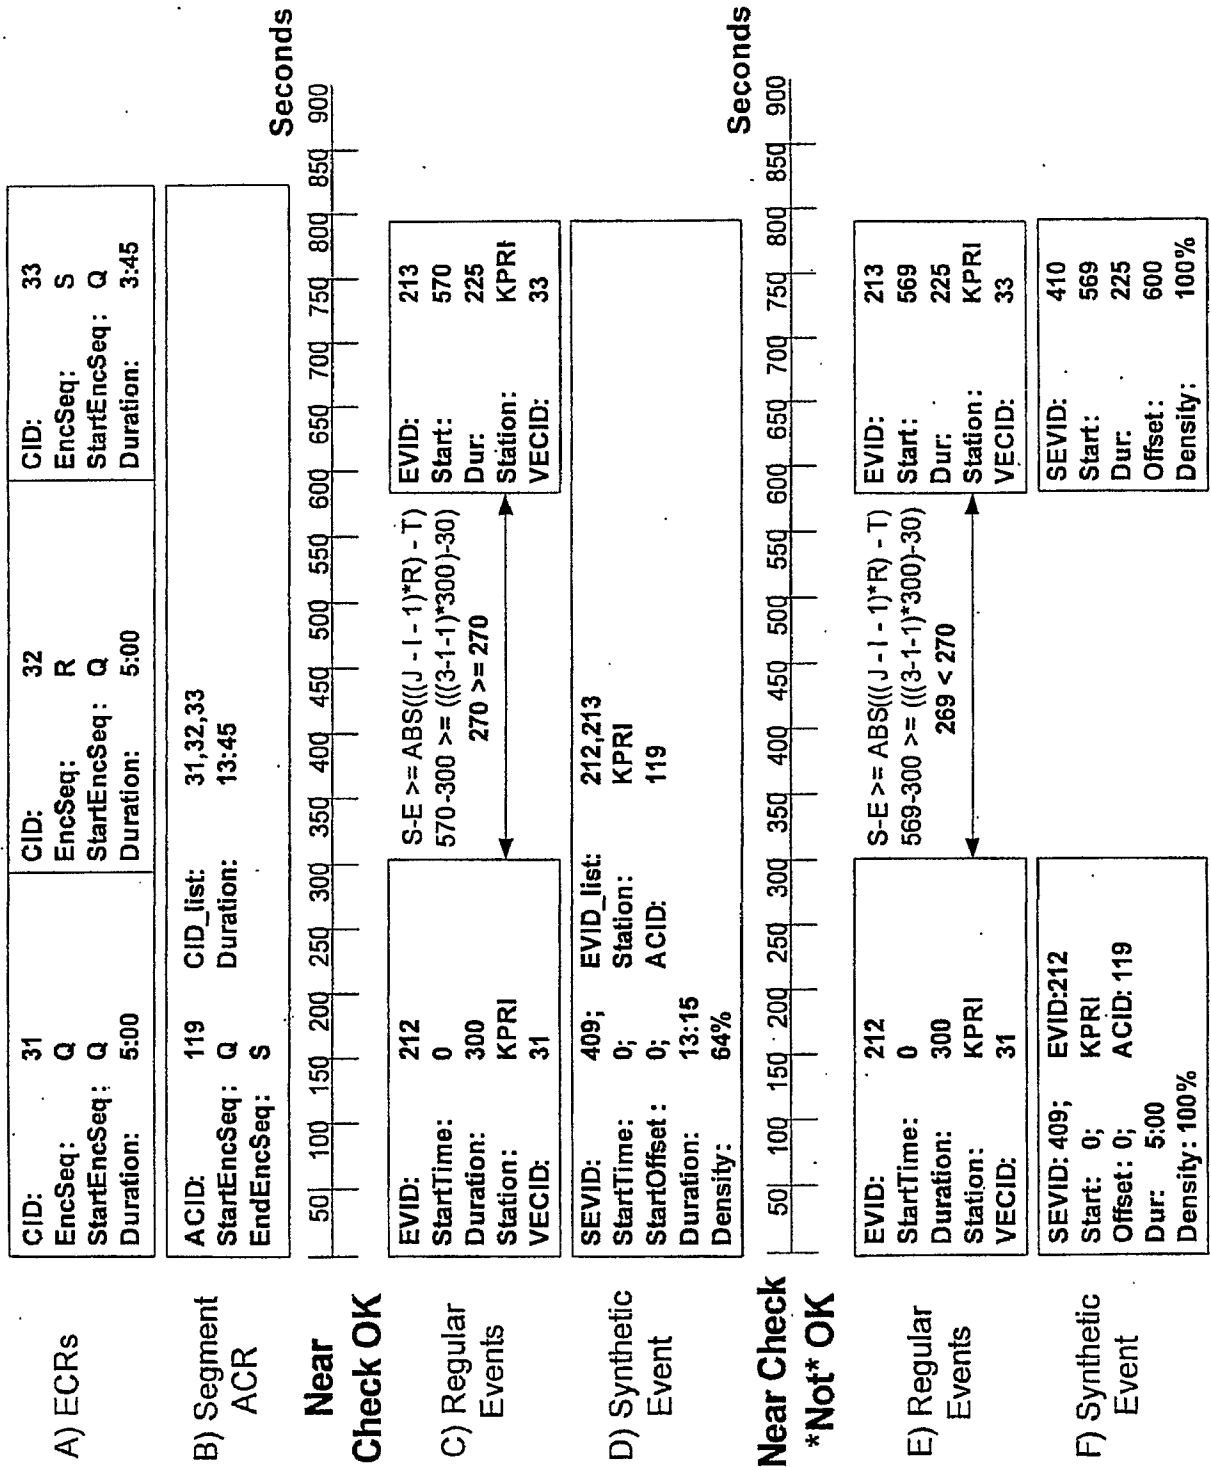 A) ECRs
CID: 31
EncSeq: Q
StartEncSeq: Q
Duration: 5:00
CID: 32
EncSeq: R
StartEncSeq: Q
Duration: 5:00
CID: 33
EncSeq: S
StartEncSeq: Q
Duration: 3:45
B) Segment
ACR
ACID: 119 CID_list: 31,32,33
StartEncSeq: Q Duration: 13:45
EndEncSeq: S
Seconds
50 100 150 200 250 300 350 400 450 500 550 600 650 700 750 800 850 900
Near
Check OK
C) Regular
Events
EVID: 212
StartTime: 0
Duration: 300
Station: KPRI
VECID: 31
S-E >= ABS(((J - I - 1)*R) - T)
570-300 >= (((3-1-1)*300)-30)
270 >= 270
EVID: 213
Start: 570
Dur: 225
Station: KPRI
VECID: 33
D) Synthetic
Event
SEVID: 409; EVID_list: 212,213
StartTime: 0; Station: KPRI
StartOffset: 0; ACID: 119
Duration: 13:15
Density: 64%
Seconds
50 100 150 200 250 300 350 400 450 500 550 600 650 700 750 800 850 900
Near Check
*Not* OK
E) Regular
Events
EVID: 212
StartTime: 0
Duration: 300
Station: KPRI
VECID: 31
S-E >= ABS(((J - I - 1)*R) - T)
569-300 >= (((3-1-1)*300)-30)
269 < 270
EVID: 213
Start: 569
Dur: 225
Station: KPRI
VECID: 33
F) Synthetic
Event
SEVID: 409; EVID:212
Start: 0; KPRI
Offset: 0; ACID: 119
Dur: 5:00
Density: 100%
SEVID: 410
Start: 569
Dur: 225
Offset: 600
Density: 100%